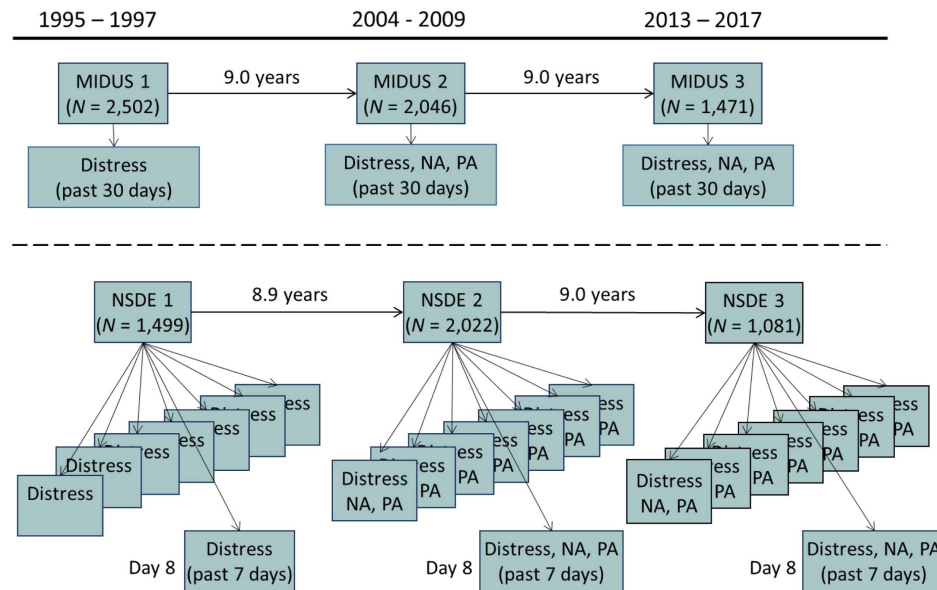 1995 – 1997 2004 - 2009 2013 – 2017
MIDUS 1 9.0 years MIDUS 2 9.0 years MIDUS 3
(N = 2,502) (N = 2,046) (N = 1,471)
Distress Distress, NA, PA Distress, NA, PA
(past 30 days) (past 30 days) (past 30 days)
NSDE 1 8.9 years NSDE 2 9.0 years NSDE 3
(N = 1,499) (N = 2,022) (N = 1,081)
Distress
Distress
Distress
NA, PA
Distress
NA, PA
Day 8 Distress Day 8 Distress, NA, PA Day 8 Distress, NA, PA
(past 7 days) (past 7 days) (past 7 days)